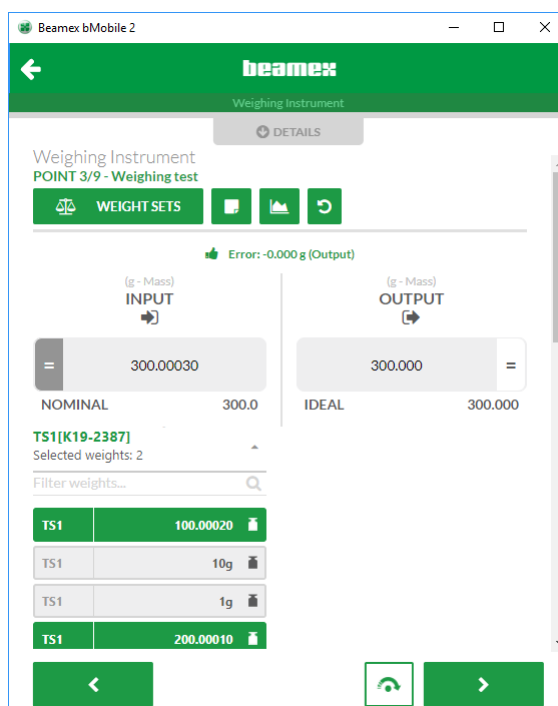 Beamex bMobile 2
beamex
Weighing Instrument
DETAILS
Weighing Instrument
POINT 3/9 - Weighing test
WEIGHT SETS
Error: -0.000 g (Output)
(g - Mass)
INPUT
= 300.00030
NOMINAL 300.0
(g - Mass)
OUTPUT
300.000 =
IDEAL 300.000
TS1[K19-2387]
Selected weights: 2
Filter weights...
TS1 100.00020
TS1 10g
TS1 1g
TS1 200.00010